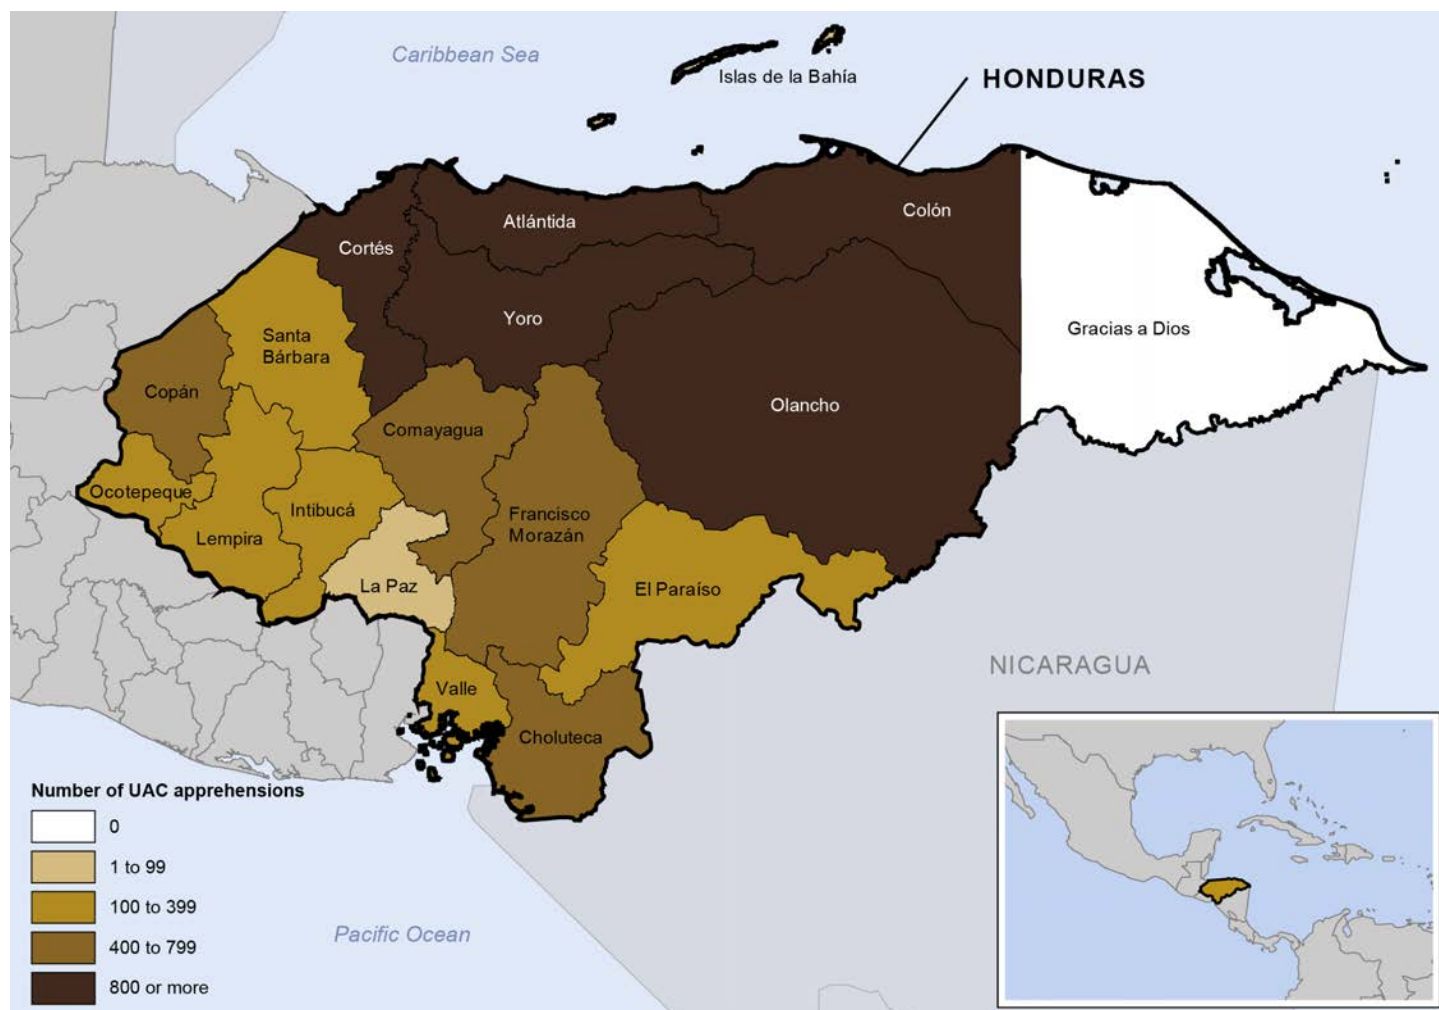 Caribbean Sea
Islas de la Bahía
HONDURAS
Atlántida
Colón
Cortés
Yoro
Gracias a Dios
Santa
Bárbara
Copán
Olancho
Comayagua
Ocotepeque
Intibucá
Francisco
Morazán
Lempira
La Paz
El Paraíso
NICARAGUA
Valle
Choluteca
Number of UAC apprehensions
0
1 to 99
100 to 399
400 to 799
800 or more
Pacific Ocean